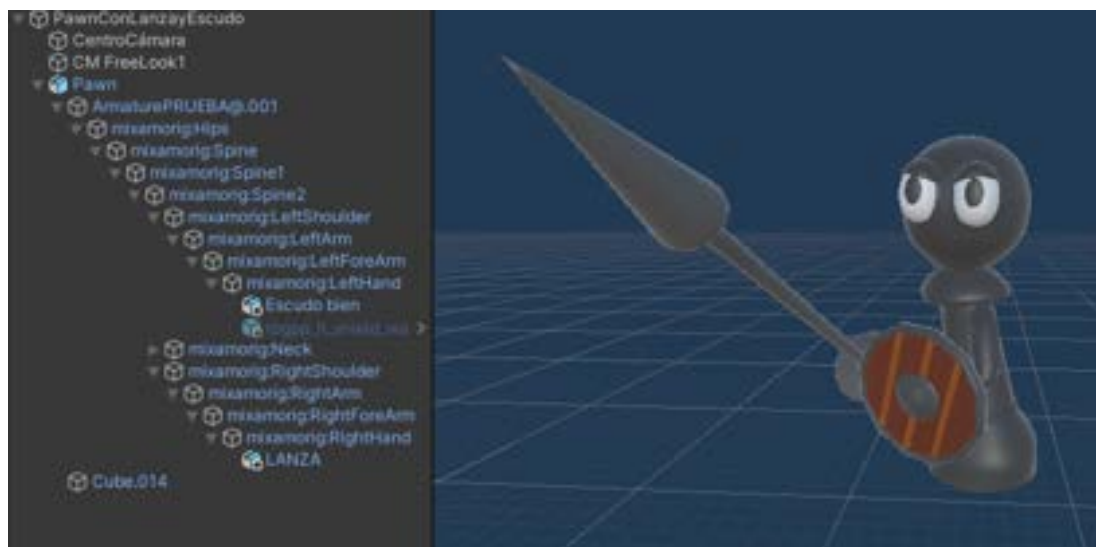 PawnConLanzayEscudo
CentroCámara
CM FreeLook1
Pawn
ArmaturePRUEBA@.001
mixamorig:Hips
mixamorig:Spine
mixamorig:Spine1
mixamorig:Spine2
mixamorig:LeftShoulder
mixamorig:LeftArm
mixamorig:LeftForeArm
mixamorig:LeftHand
Escudo bien
mixamorig:Neck
mixamorig:RightShoulder
mixamorig:RightArm
mixamorig:RightForeArm
mixamorig:RightHand
LANZA
Cube.014